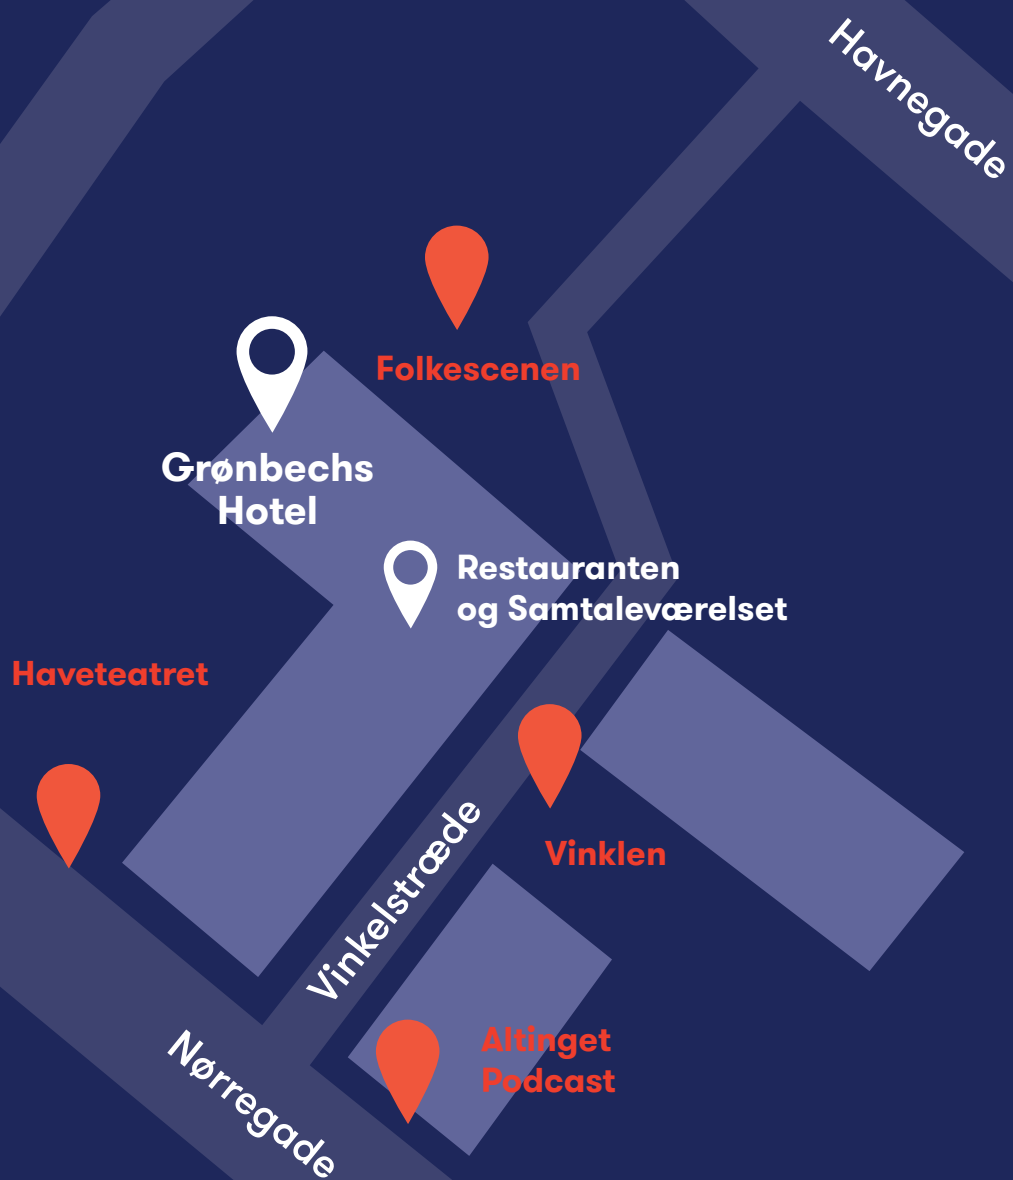 Havnegade
Folkescenen
Grønbechs
Hotel
Restauranten
og Samtaleværelset
Haveteatret
Vinklen
Vinkelstræde
Altinget
Podcast
Nørregade